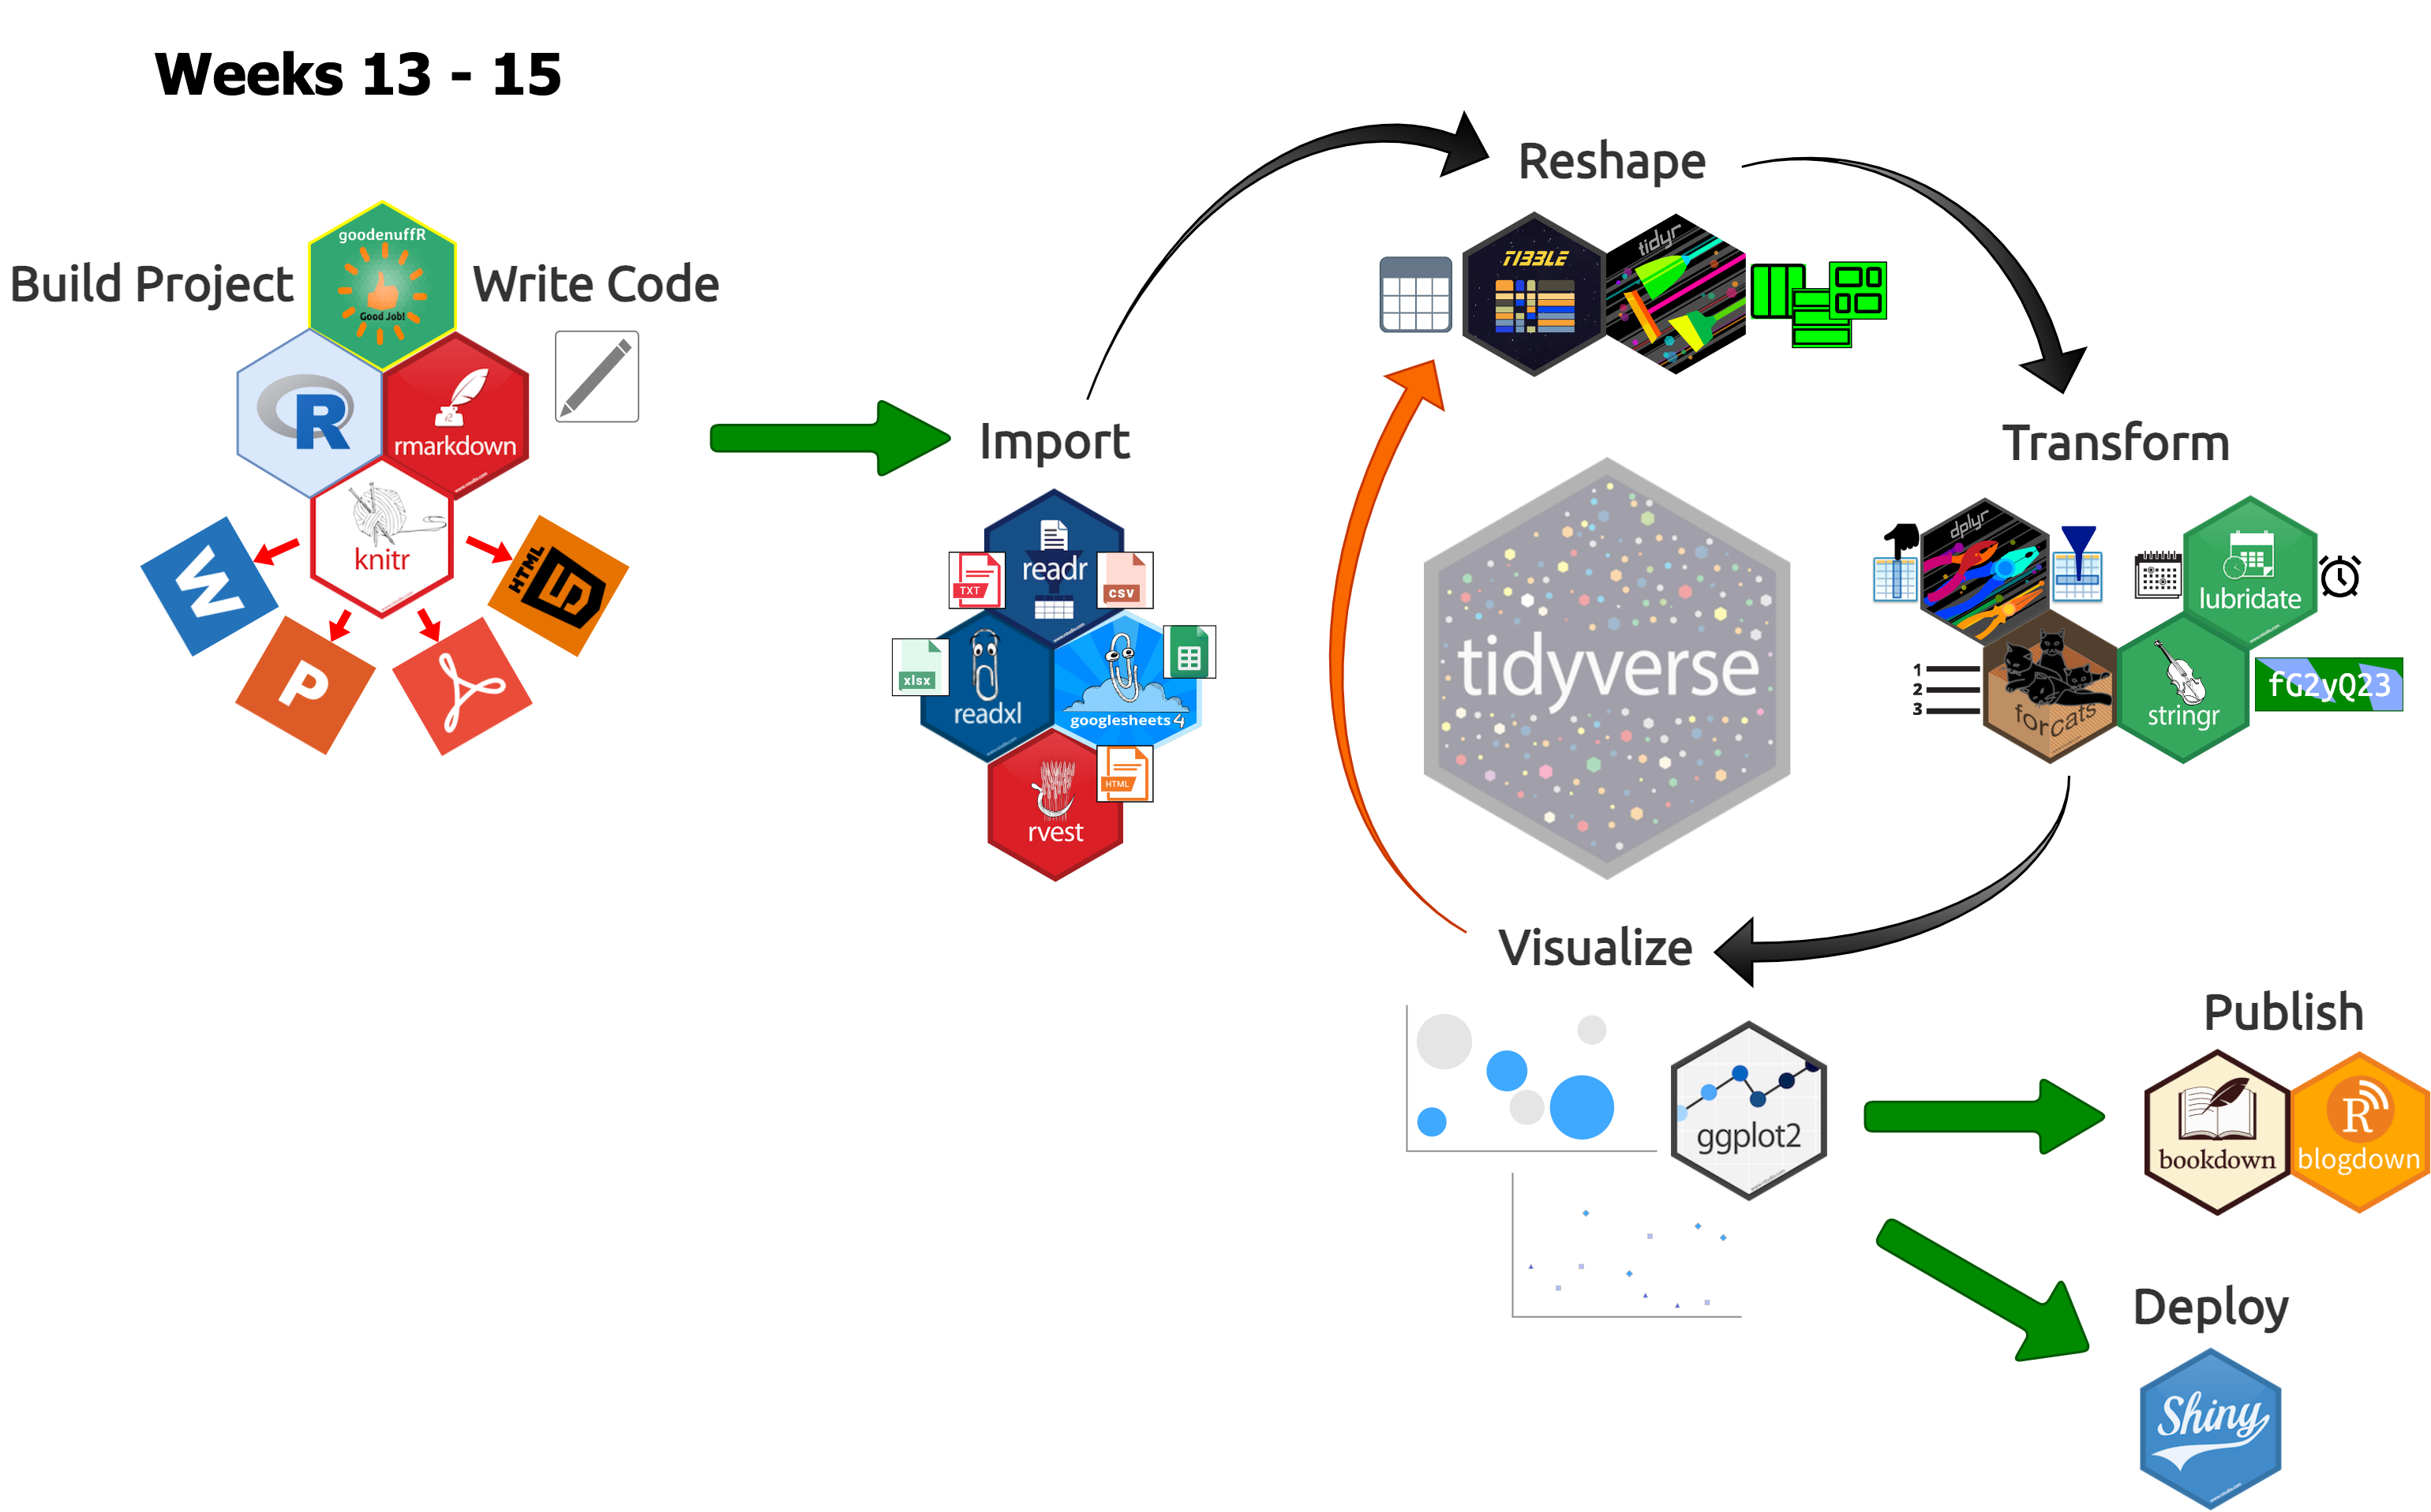 Weeks 13 - 15
Build Project
goodenuffR
Good Job!
Write Code
R
rmarkdown
knitr
W
P
HTML
5
Import
readr
TXT
CSV
xlsx
readxl
googlesheets4
rvest
HTML
Reshape
TIBBLE
tidyr
Transform
dplyr
lubridate
1
2
3
forcats
stringr
fG2yQ23
tidyverse
Visualize
ggplot2
Publish
bookdown
R
blogdown
Deploy
Shiny